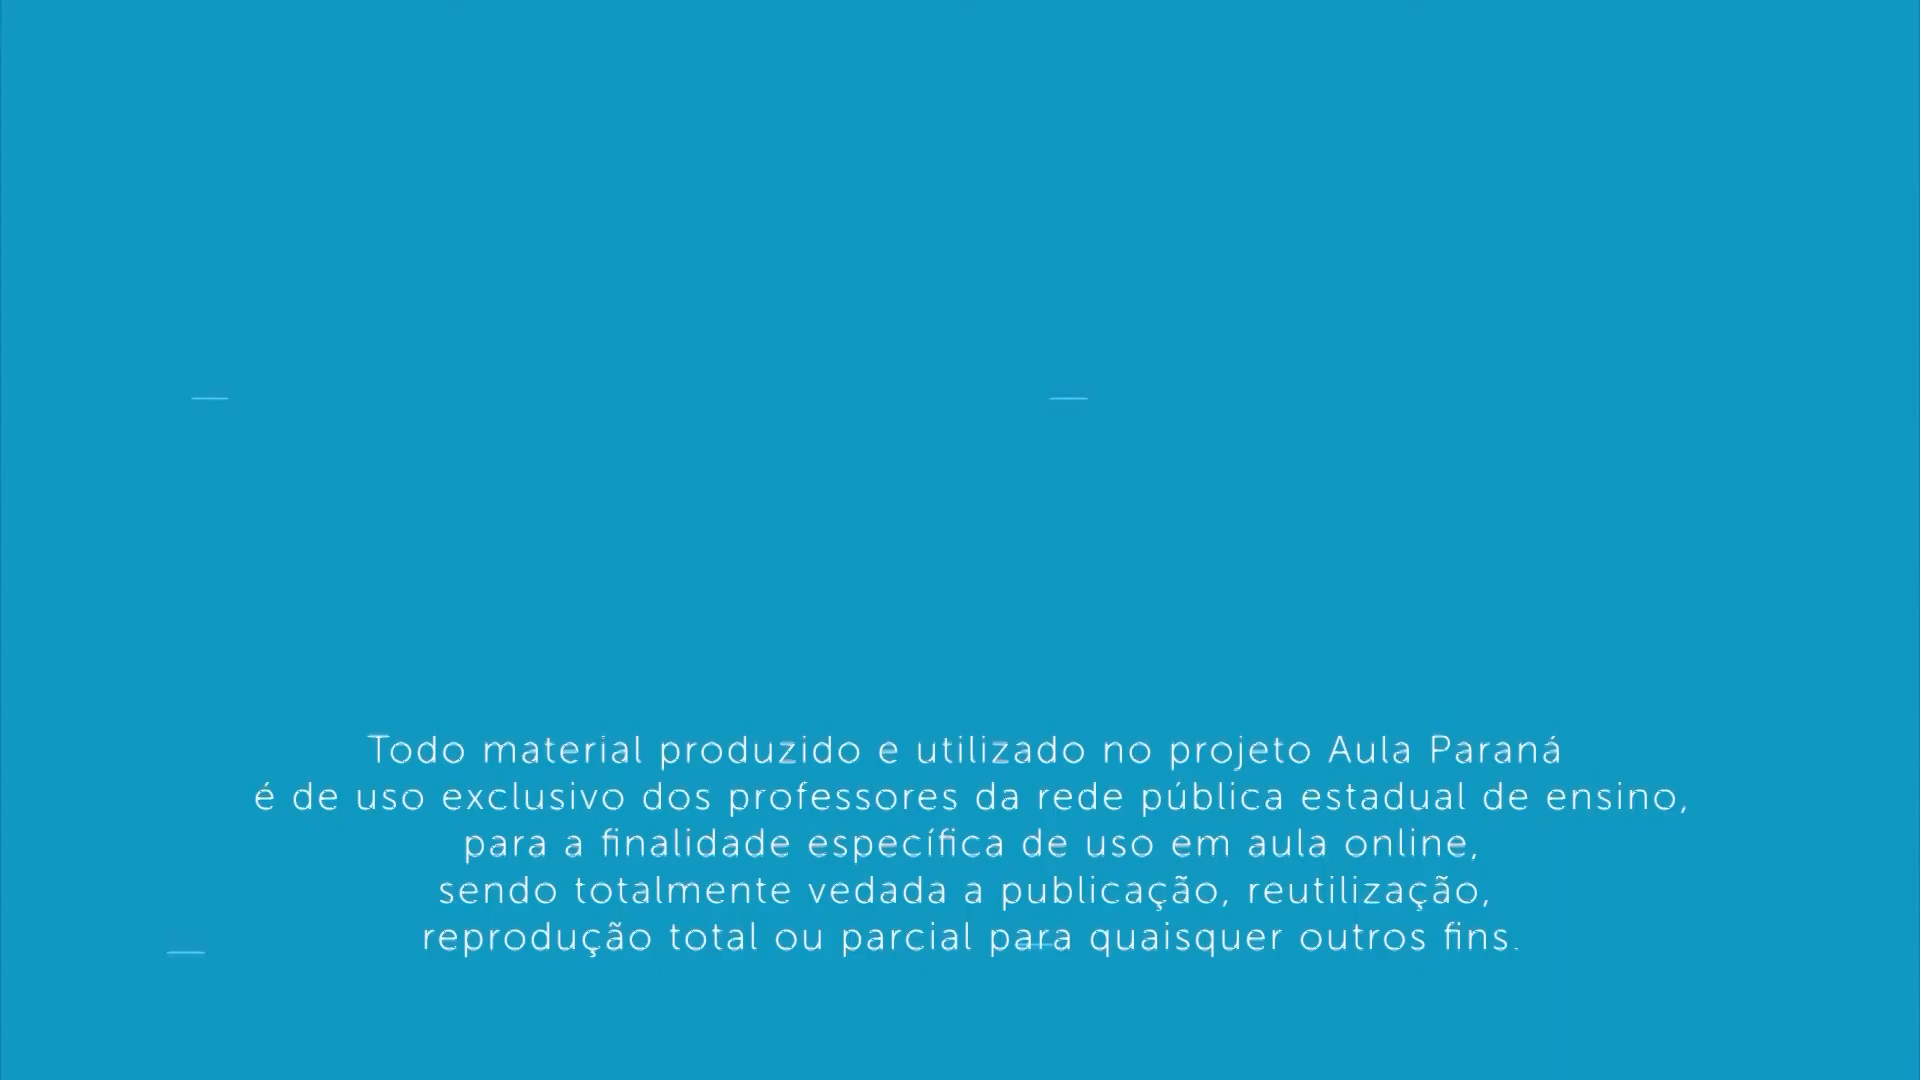 Todo material produzido e utilizado no projeto Aula Paraná
é de uso exclusivo dos professores da rede pública estadual de ensino,
para a finalidade específica de uso em aula online,
sendo totalmente vedada a publicação, reutilização,
reprodução total ou parcial para quaisquer outros fins.